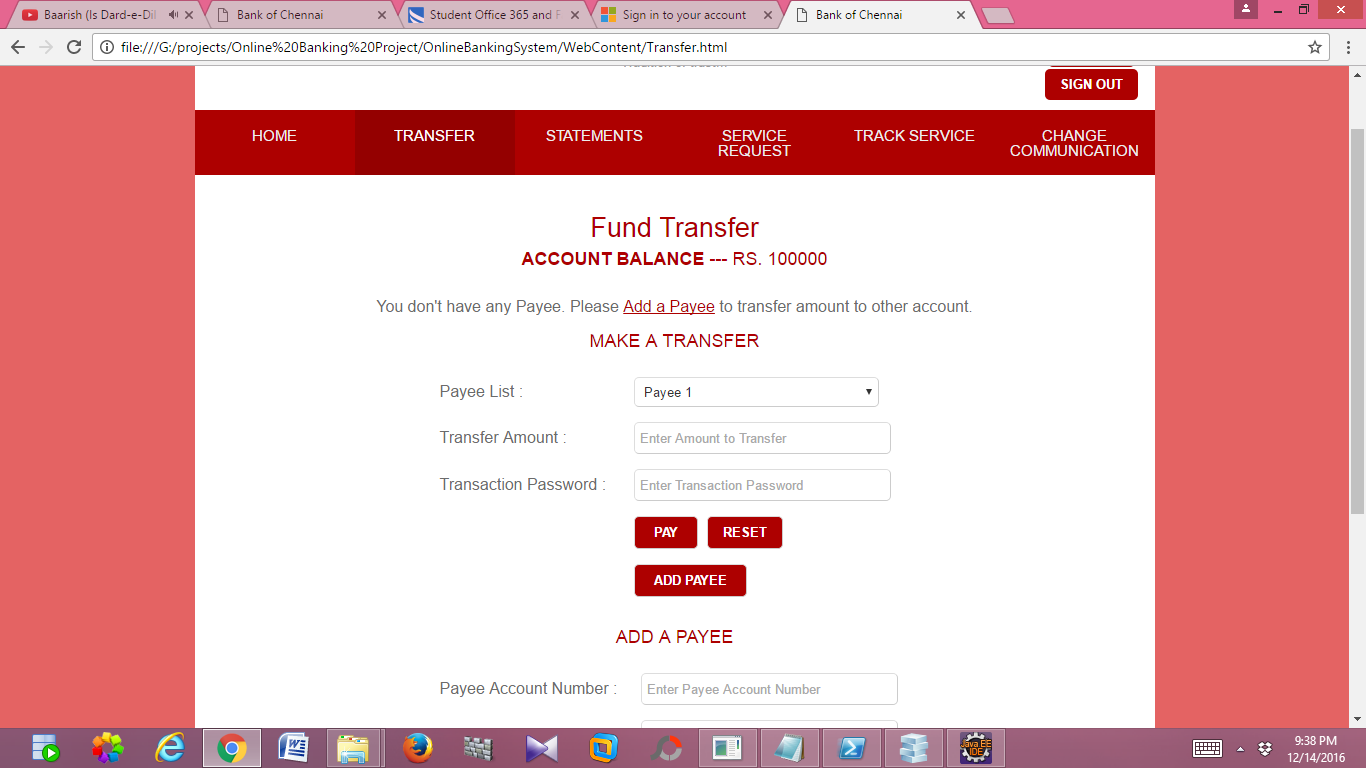 Baarish (Is Dard-e-Dil
Bank of Chennai
Student Office 365 and F
Sign in to your account
Bank of Chennai
file:///G:/projects/Online%20Banking%20Project/OnlineBankingSystem/WebContent/Transfer.html
SIGN OUT
HOME
TRANSFER
STATEMENTS
SERVICE
REQUEST
TRACK SERVICE
CHANGE
COMMUNICATION
Fund Transfer
ACCOUNT BALANCE --- RS. 100000
You don't have any Payee. Please Add a Payee to transfer amount to other account.
MAKE A TRANSFER
Payee List :
Payee 1
Transfer Amount :
Enter Amount to Transfer
Transaction Password :
Enter Transaction Password
PAY
RESET
ADD PAYEE
ADD A PAYEE
Payee Account Number :
Enter Payee Account Number
Java EE
IDE
9:38 PM
12/14/2016